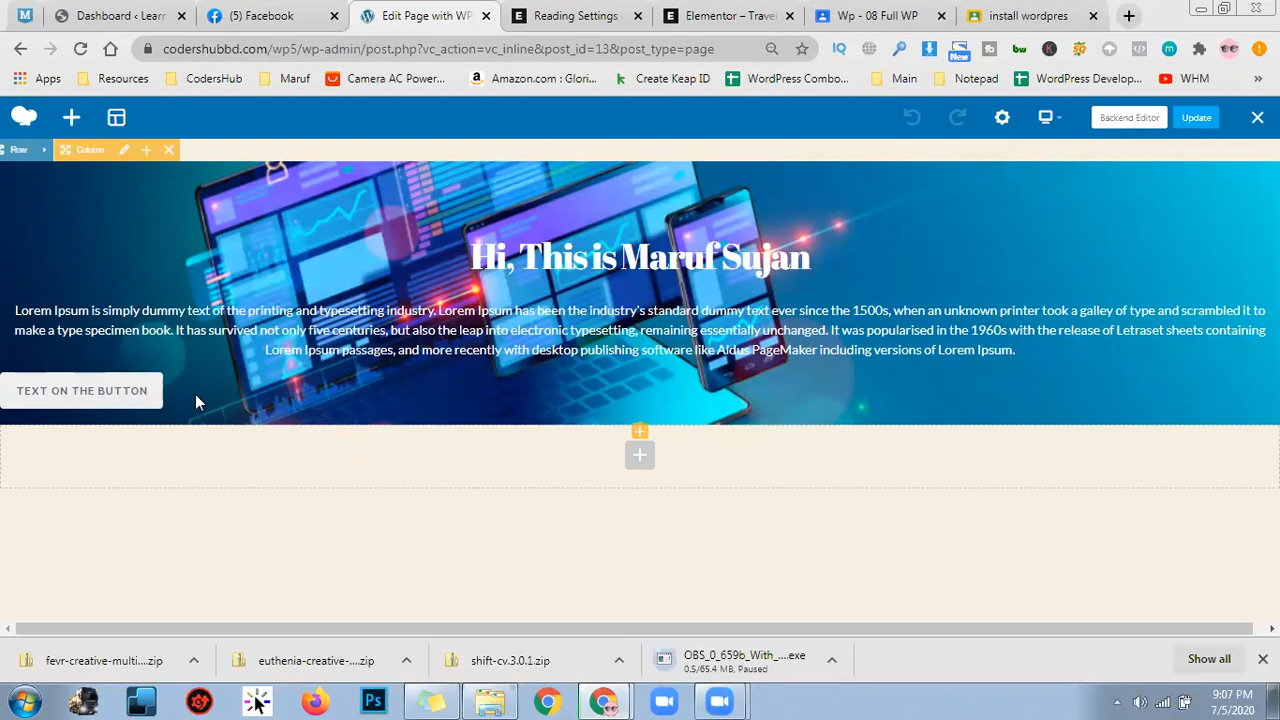 Dashboard ‹ Learn
(5) Facebook
Edit Page with WP
Reading Settings
Elementor – Trave
Wp - 08 Full WP
install wordpres
codershubbd.com/wp5/wp-admin/post.php?vc_action=vc_inline&post_id=13&post_type=page
New
Apps
Resources
CodersHub
Maruf
Camera AC Powe...
Amazon.com : Glori...
Create Keap ID
WordPress Combo...
Main
Notepad
WordPress Develop...
WHM
Backend Editor
Update
Row
Column
Hi, This is Maruf Sujan
Lorem Ipsum is simply dummy text of the printing and typesetting industry. Lorem Ipsum has been the industry's standard dummy text ever since the 1500s, when an unknown printer took a galley of type and scrambled it to
make a type specimen book. It has survived not only five centuries, but also the leap into electronic typesetting, remaining essentially unchanged. It was popularised in the 1960s with the release of Letraset sheets containing
Lorem Ipsum passages, and more recently with desktop publishing software like Aldus PageMaker including versions of Lorem Ipsum.
TEXT ON THE BUTTON
fevr-creative-multi....zip
euthenia-creative-....zip
shift-cv.3.0.1.zip
OBS_0_659b_With_....exe
0.5/65.4 MB, Paused
Show all
9:07 PM
7/5/2020